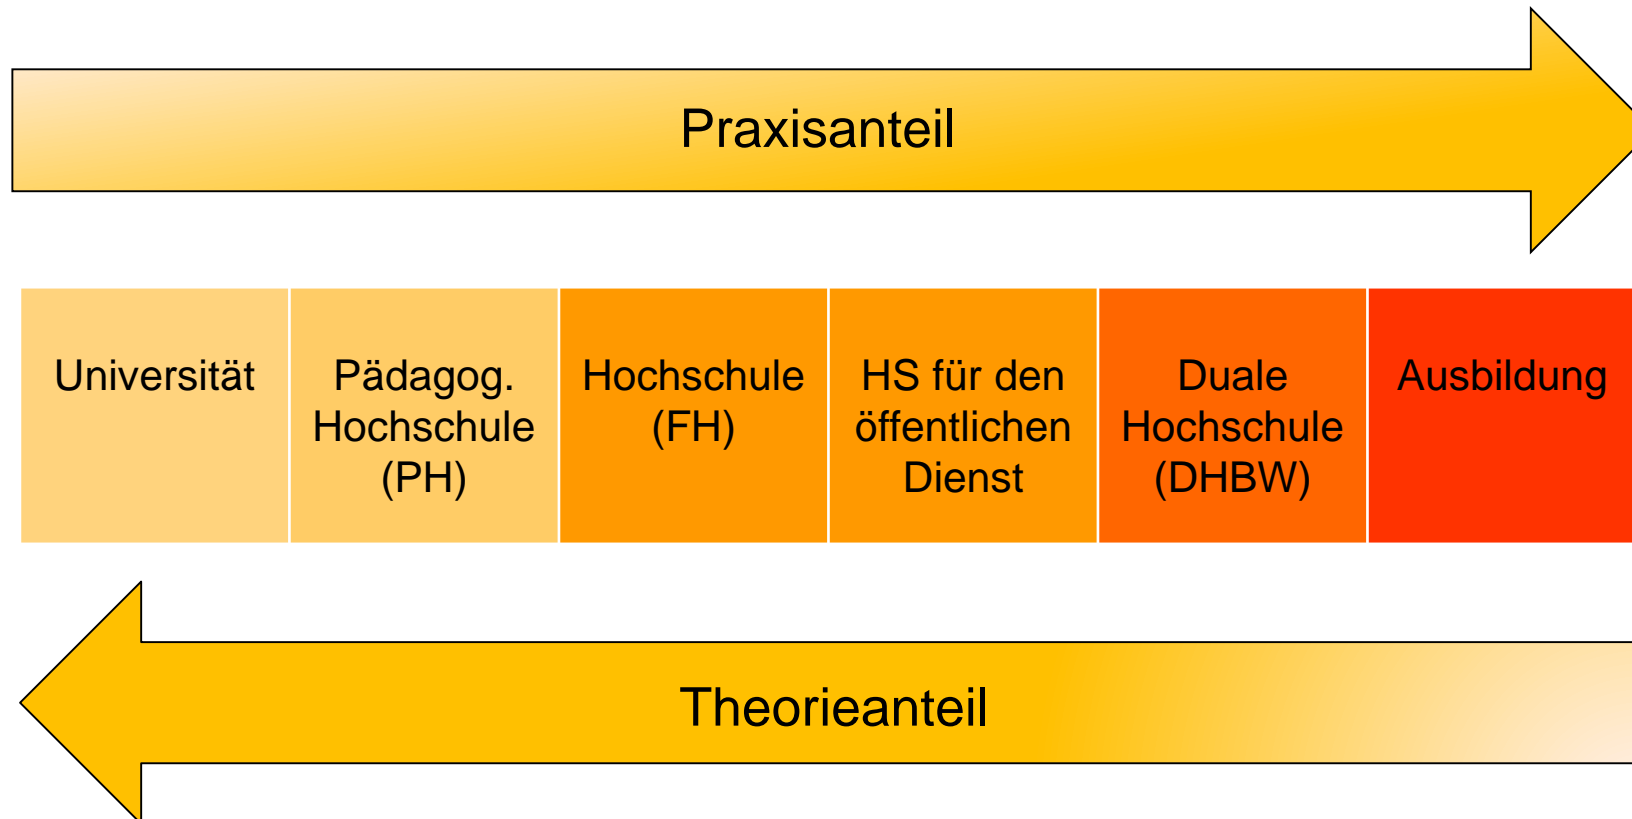 Praxisanteil
Universität
Pädagog.
Hochschule
(PH)
Hochschule
(FH)
HS für den
öffentlichen
Dienst
Duale
Hochschule
(DHBW)
Ausbildung
Theorieanteil